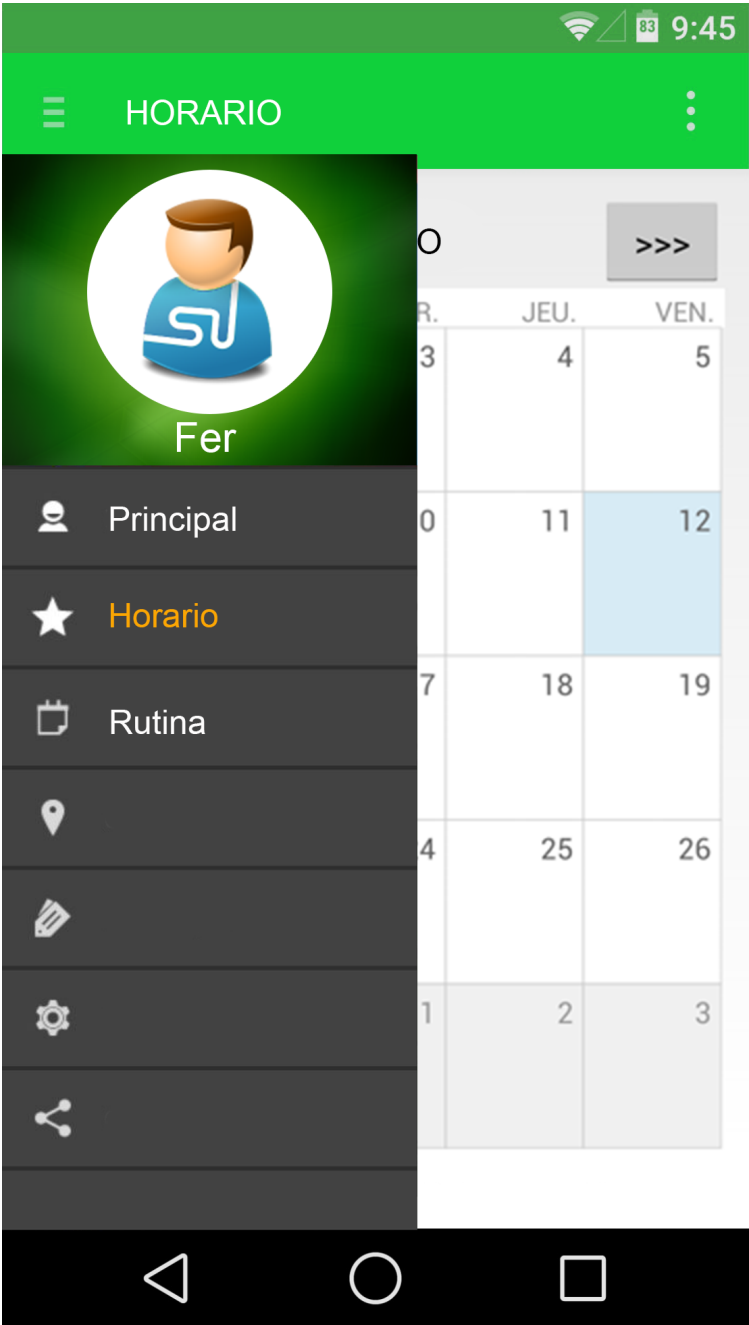 83 9:45
HORARIO
O >>>
R. JEU. VEN.
3 4 5
Fer
Principal
0 11 12
Horario
7 18 19
Rutina
4 25 26
1 2 3